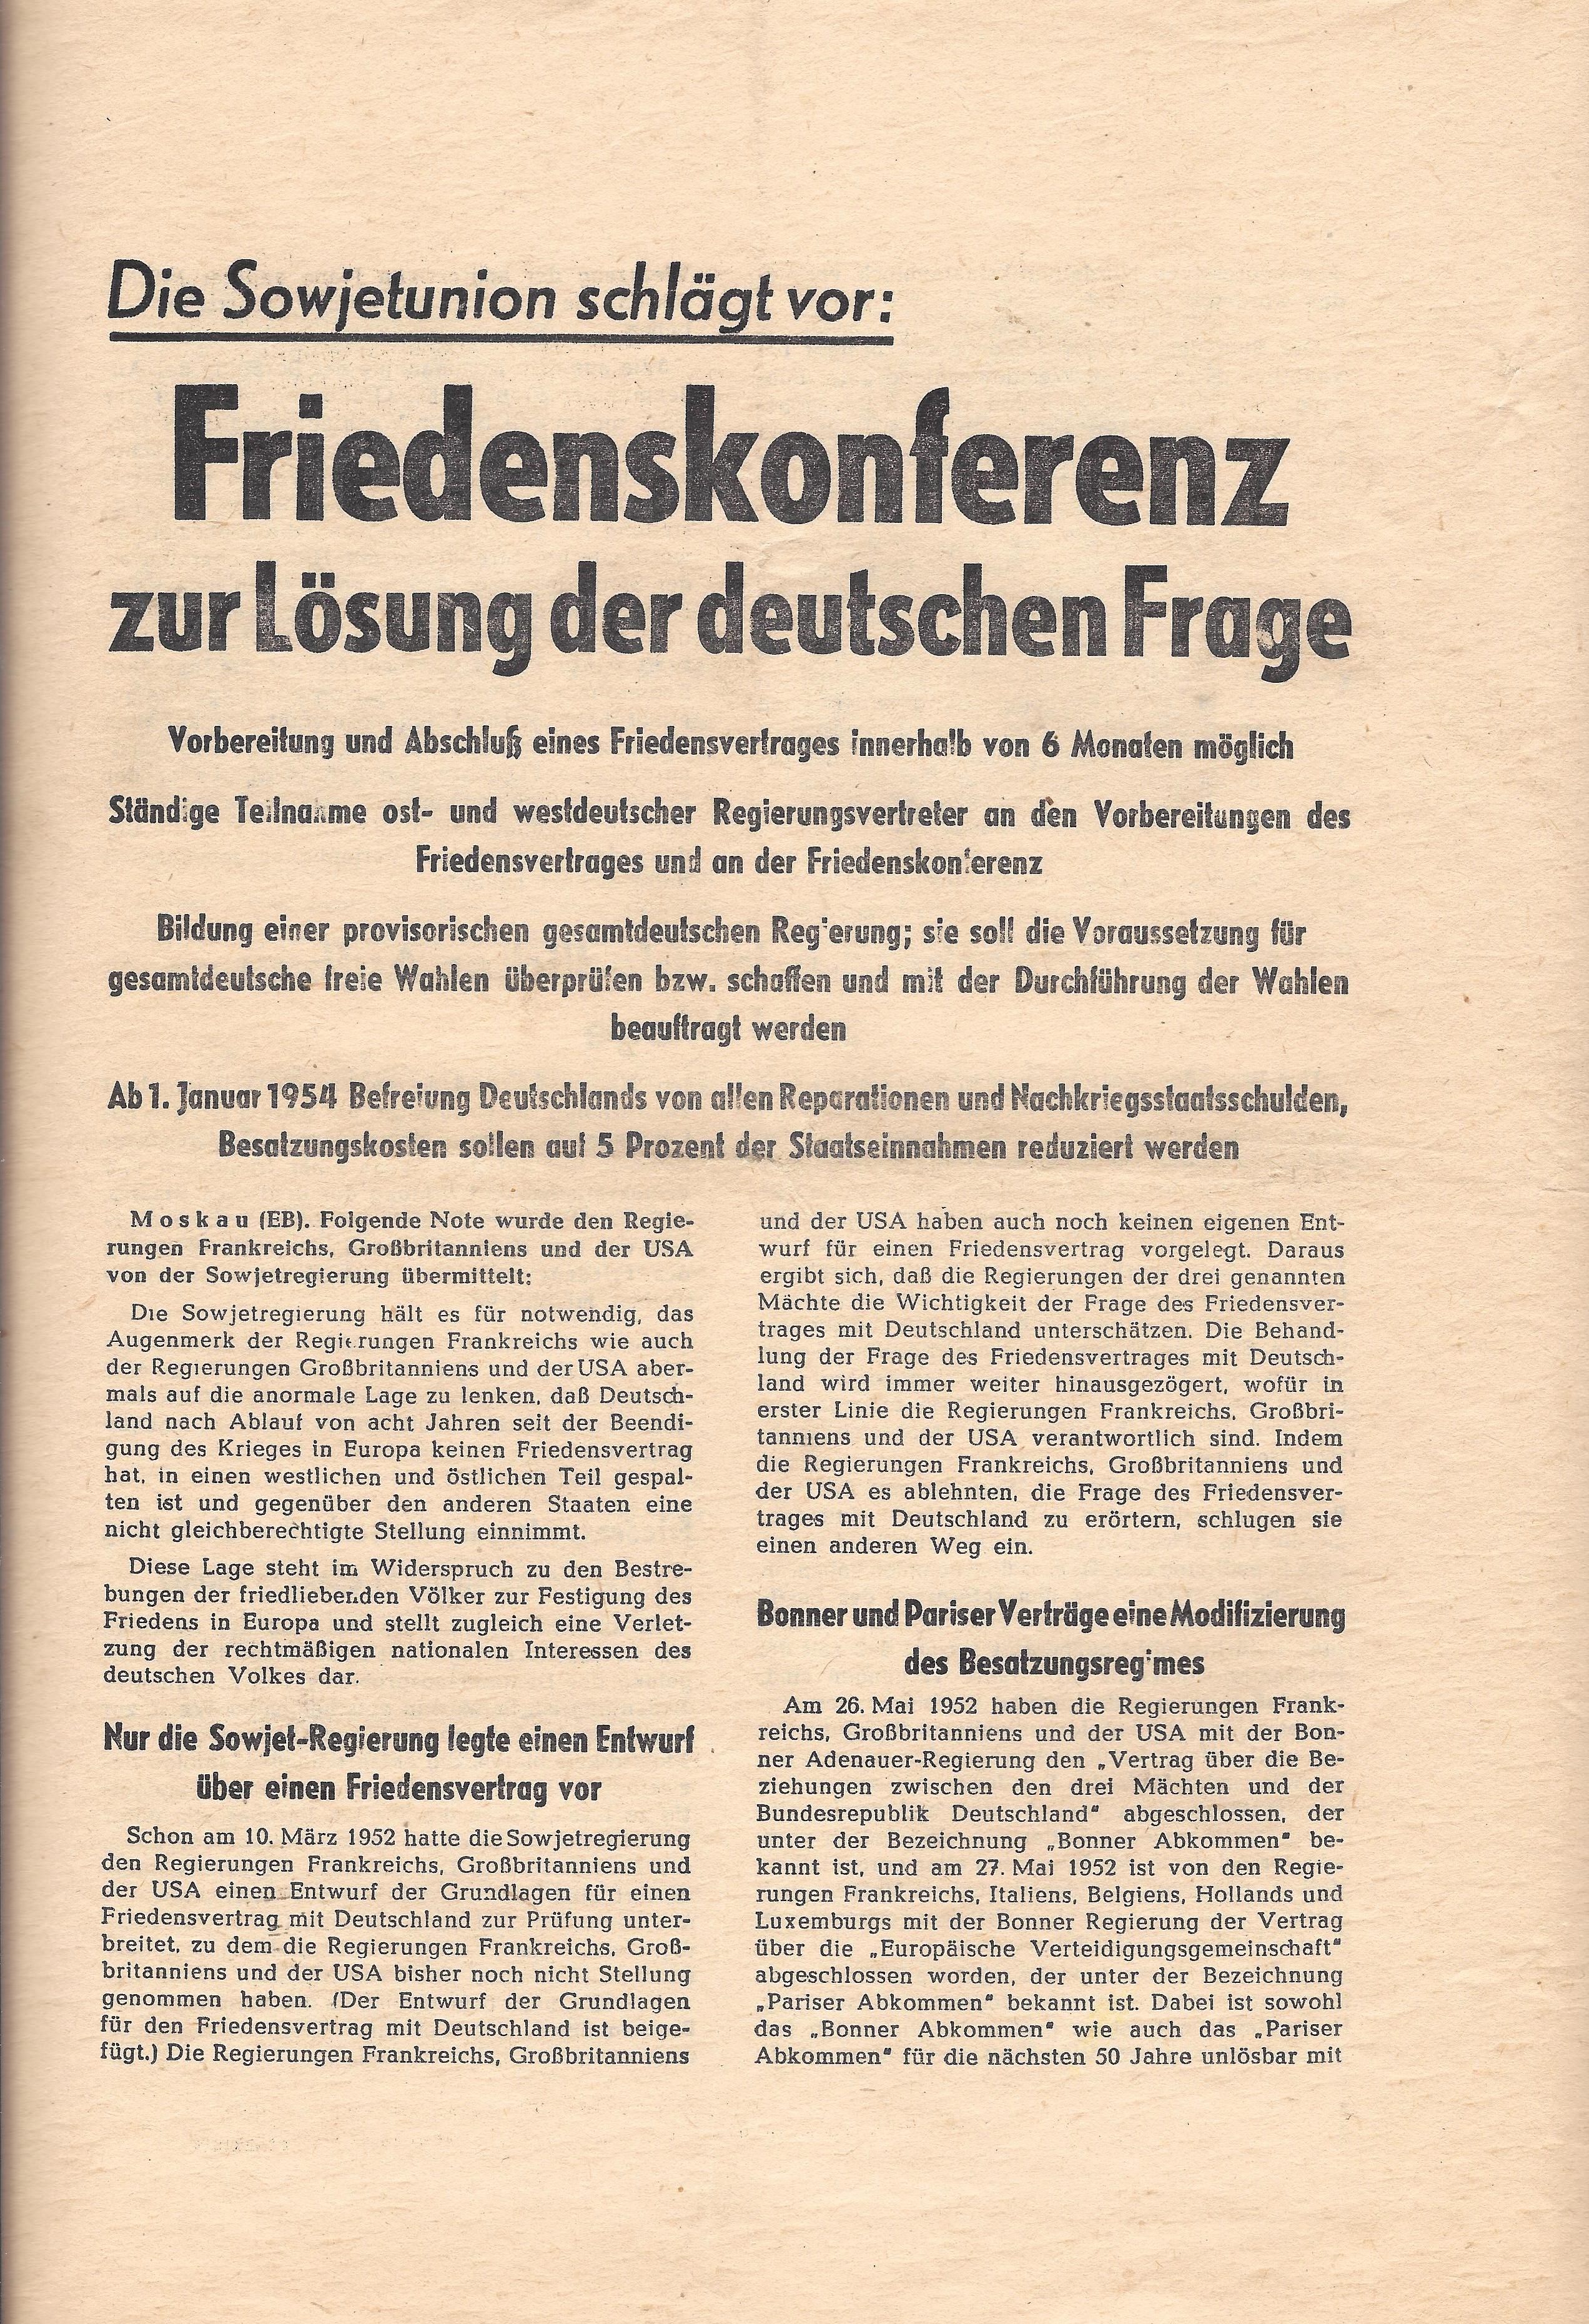 Die Sowjetunion schlägt vor:
Friedenskonferenz
zur Lösung der deutschen Frage
Vorbereitung und Abschluß eines Friedensvertrages innerhalb von 6 Monaten möglich
Ständige Teilnahme ost- und westdeutscher Regierungsvertreter an den Vorbereitungen des
Friedensvertrages und an der Friedenskonferenz
Bildung einer provisorischen gesamtdeutschen Regierung; sie soll die Voraussetzung für
gesamtdeutsche freie Wahlen überprüfen bzw. schaffen und mit der Durchführung der Wahlen
beauftragt werden
Ab 1. Januar 1954 Befreiung Deutschlands von allen Reparationen und Nachkriegsstaatsschulden,
Besatzungskosten sollen auf 5 Prozent der Staatseinnahmen reduziert werden
Moskau (EB). Folgende Note wurde den Regie-
rungen Frankreichs, Großbritanniens und der USA
von der Sowjetregierung übermittelt:
Die Sowjetregierung hält es für notwendig, das
Augenmerk der Regierungen Frankreichs wie auch
der Regierungen Großbritanniens und der USA aber-
mals auf die anormale Lage zu lenken, daß Deutsch-
land nach Ablauf von acht Jahren seit der Beendi-
gung des Krieges in Europa keinen Friedensvertrag
hat, in einen westlichen und östlichen Teil gespal-
ten ist und gegenüber den anderen Staaten eine
nicht gleichberechtigte Stellung einnimmt.
Diese Lage steht im Widerspruch zu den Bestre-
bungen der friedliebenden Völker zur Festigung des
Friedens in Europa und stellt zugleich eine Verlet-
zung der rechtmäßigen nationalen Interessen des
deutschen Volkes dar.
Nur die Sowjet-Regierung legte einen Entwurf
über einen Friedensvertrag vor
Schon am 10. März 1952 hatte die Sowjetregierung
den Regierungen Frankreichs, Großbritanniens und
der USA einen Entwurf der Grundlagen für einen
Friedensvertrag mit Deutschland zur Prüfung unter-
breitet, zu dem die Regierungen Frankreichs, Groß-
britanniens und der USA bisher noch nicht Stellung
genommen haben. (Der Entwurf der Grundlagen
für den Friedensvertrag mit Deutschland ist beige-
fügt.) Die Regierungen Frankreichs, Großbritanniens
und der USA haben auch noch keinen eigenen Ent-
wurf für einen Friedensvertrag vorgelegt. Daraus
ergibt sich, daß die Regierungen der drei genannten
Mächte die Wichtigkeit der Frage des Friedensver-
trages mit Deutschland unterschätzen. Die Behand-
lung der Frage des Friedensvertrages mit Deutsch-
land wird immer weiter hinausgezögert, wofür in
erster Linie die Regierungen Frankreichs, Großbri-
tanniens und der USA verantwortlich sind. Indem
die Regierungen Frankreichs, Großbritanniens und
der USA es ablehnten, die Frage des Friedensver-
trages mit Deutschland zu erörtern, schlugen sie
einen anderen Weg ein.
Bonner und Pariser Verträge eine Modifizierung
des Besatzungsregimes
Am 26. Mai 1952 haben die Regierungen Frank-
reichs, Großbritanniens und der USA mit der Bon-
ner Adenauer-Regierung den „Vertrag über die Be-
ziehungen zwischen den drei Mächten und der
Bundesrepublik Deutschland" abgeschlossen, der
unter der Bezeichnung „Bonner Abkommen" be-
kannt ist, und am 27. Mai 1952 ist von den Regie-
rungen Frankreichs, Italiens, Belgiens, Hollands und
Luxemburgs mit der Bonner Regierung der Vertrag
über die „Europäische Verteidigungsgemeinschaft"
abgeschlossen worden, der unter der Bezeichnung
„Pariser Abkommen" bekannt ist. Dabei ist sowohl
das „Bonner Abkommen" wie auch das „Pariser
Abkommen" für die nächsten 50 Jahre unlösbar mit